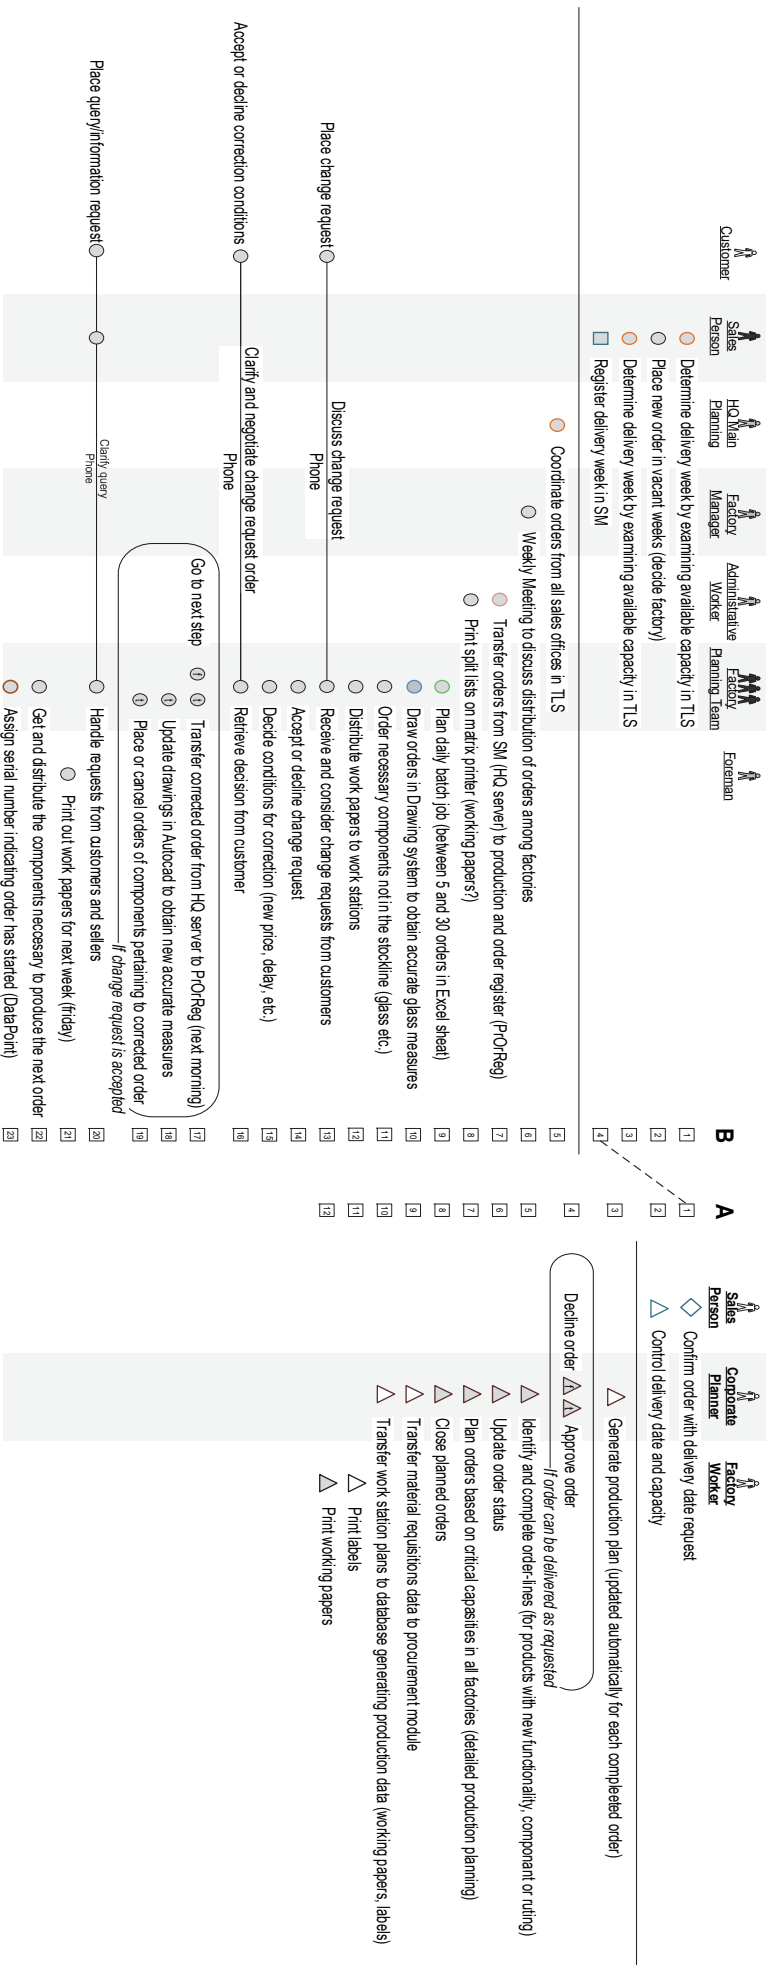 Customer
Sales
Person
HQ Main
Planning
Factory
Manager
Administrative
Worker
Factory
Planning Team
Foreman
B
Determine delivery week by examining available capacity in TLS
1
Place new order in vacant weeks (decide factory)
2
Determine delivery week by examining available capacity in TLS
3
Register delivery week in SM
4
Coordinate orders from all sales offices in TLS
5
Weekly Meeting to discuss distribution of orders among factories
6
Transfer orders from SM (HQ server) to production and order register (PrOrReg)
7
Print split lists on matrix printer (working papers?)
8
Plan daily batch job (between 5 and 30 orders in Excel sheat)
9
Draw orders in Drawing system to obtain accurate glass measures
10
Order necessary components not in the stockline (glass etc.)
11
Distribute work papers to work stations
12
Place change request
Discuss change request
Phone
Receive and consider change requests from customers
13
Accept or decline change request
14
Decide conditions for correction (new price, delay, etc.)
15
Accept or decline correction conditions
Clarify and negotiate change request order
Phone
Retrieve decision from customer
16
Go to next step
f
t
Transfer corrected order from HQ server to PrOrReg (next morning)
17
t
Update drawings in Autocad to obtain new accurate measures
18
t
Place or cancel orders of components pertaining to corrected order
19
If change request is accepted
Place query/information request
Clarify query
Phone
Handle requests from customers and sellers
20
Print out work papers for next week (friday)
21
Get and distribute the components necesary to produce the next order
22
Assign serial number indicating order has started (DataPoint)
23
A
Sales
Person
Corporate
Planner
Factory
Worker
1
Confirm order with delivery date request
2
Control delivery date and capacity
3
Generate production plan (updated automatically for each compleeted order)
4
Decline order
f
t
Approve order
If order can be delivered as requested
5
Identify and complete order-lines (for products with new functionality, componant or ruting)
6
Update order status
7
Plan orders based on critical capasities in all factories (detailed production planning)
8
Close planned orders
9
Transfer material requisitions data to procurement module
10
Transfer work station plans to database generating production data (working papers, labels)
11
Print labels
12
Print working papers